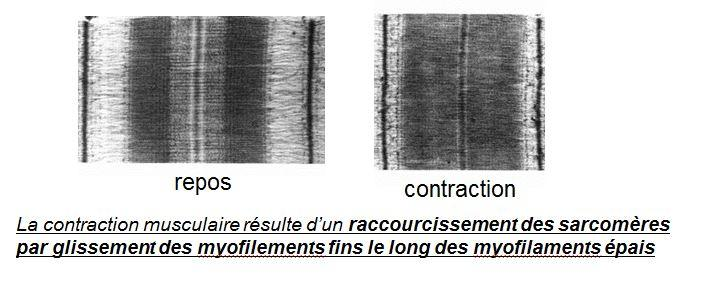 repos
contraction
La contraction musculaire résulte d'un raccourcissement des sarcomères
par glissement des myofilements fins le long des myofilaments épais